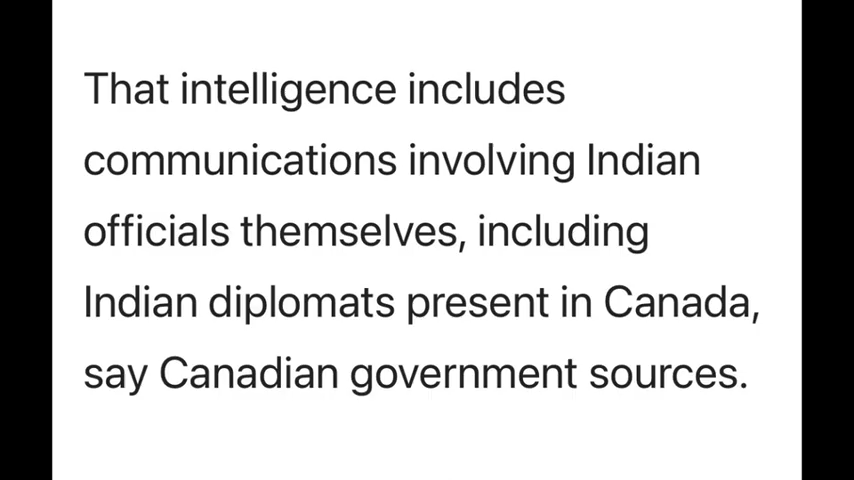 That intelligence includes
communications involving Indian
officials themselves, including
Indian diplomats present in Canada,
say Canadian government sources.